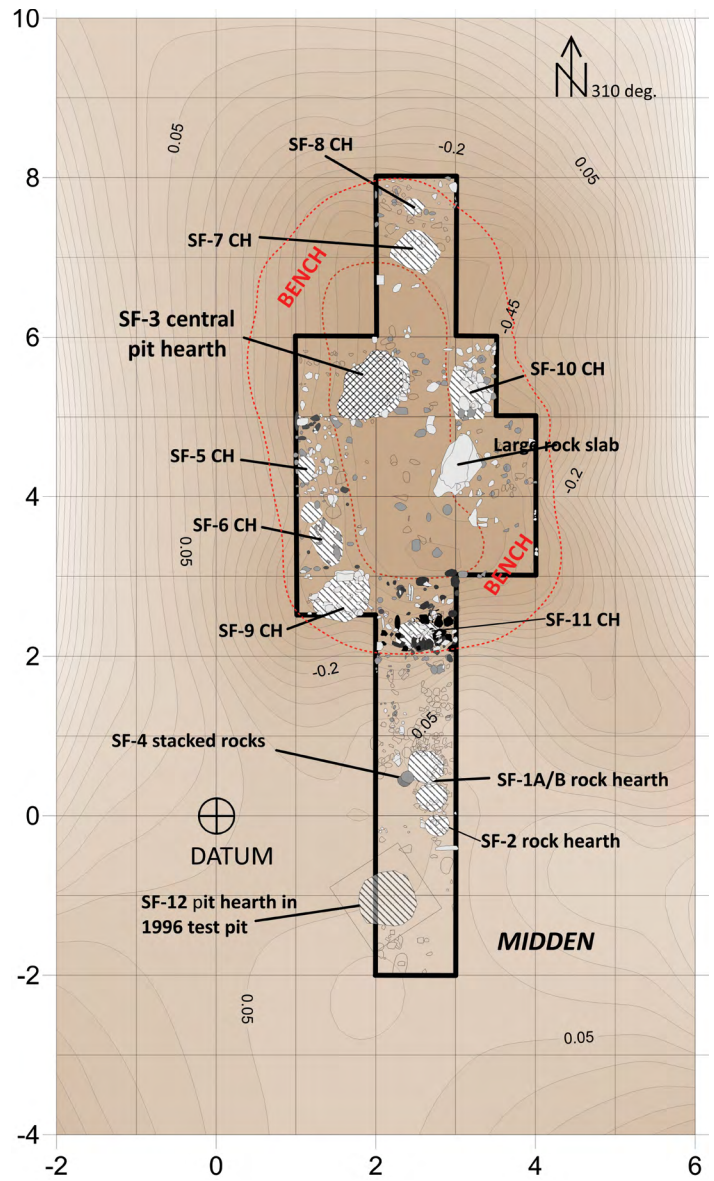 10
N 310 deg.
0.05
-0.2
0.05
SF-8 CH
8
SF-7 CH
BENCH
SF-3 central
pit hearth
-0.45
6
SF-10 CH
Large rock slab
SF-5 CH
-0.2
4
SF-6 CH
0.05
BENCH
SF-9 CH
SF-11 CH
2
-0.2
0.05
SF-4 stacked rocks
SF-1A/B rock hearth
0
SF-2 rock hearth
DATUM
SF-12 pit hearth in
1996 test pit
MIDDEN
-2
0.05
0.05
-4
-2
0
2
4
6